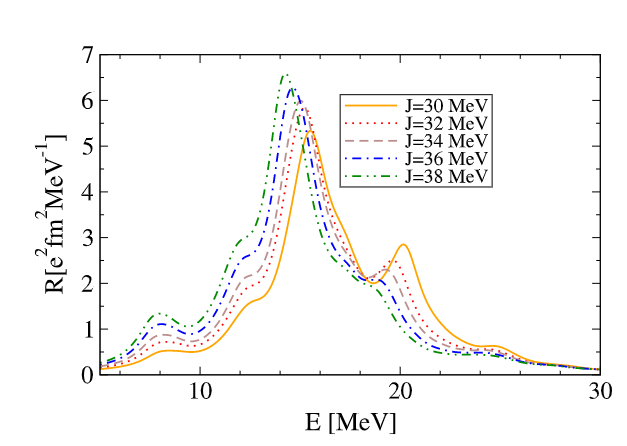 7
6
5
4
3
2
1
0
R[e²fm²MeV⁻¹]
J=30 MeV
J=32 MeV
J=34 MeV
J=36 MeV
J=38 MeV
10
20
30
E [MeV]